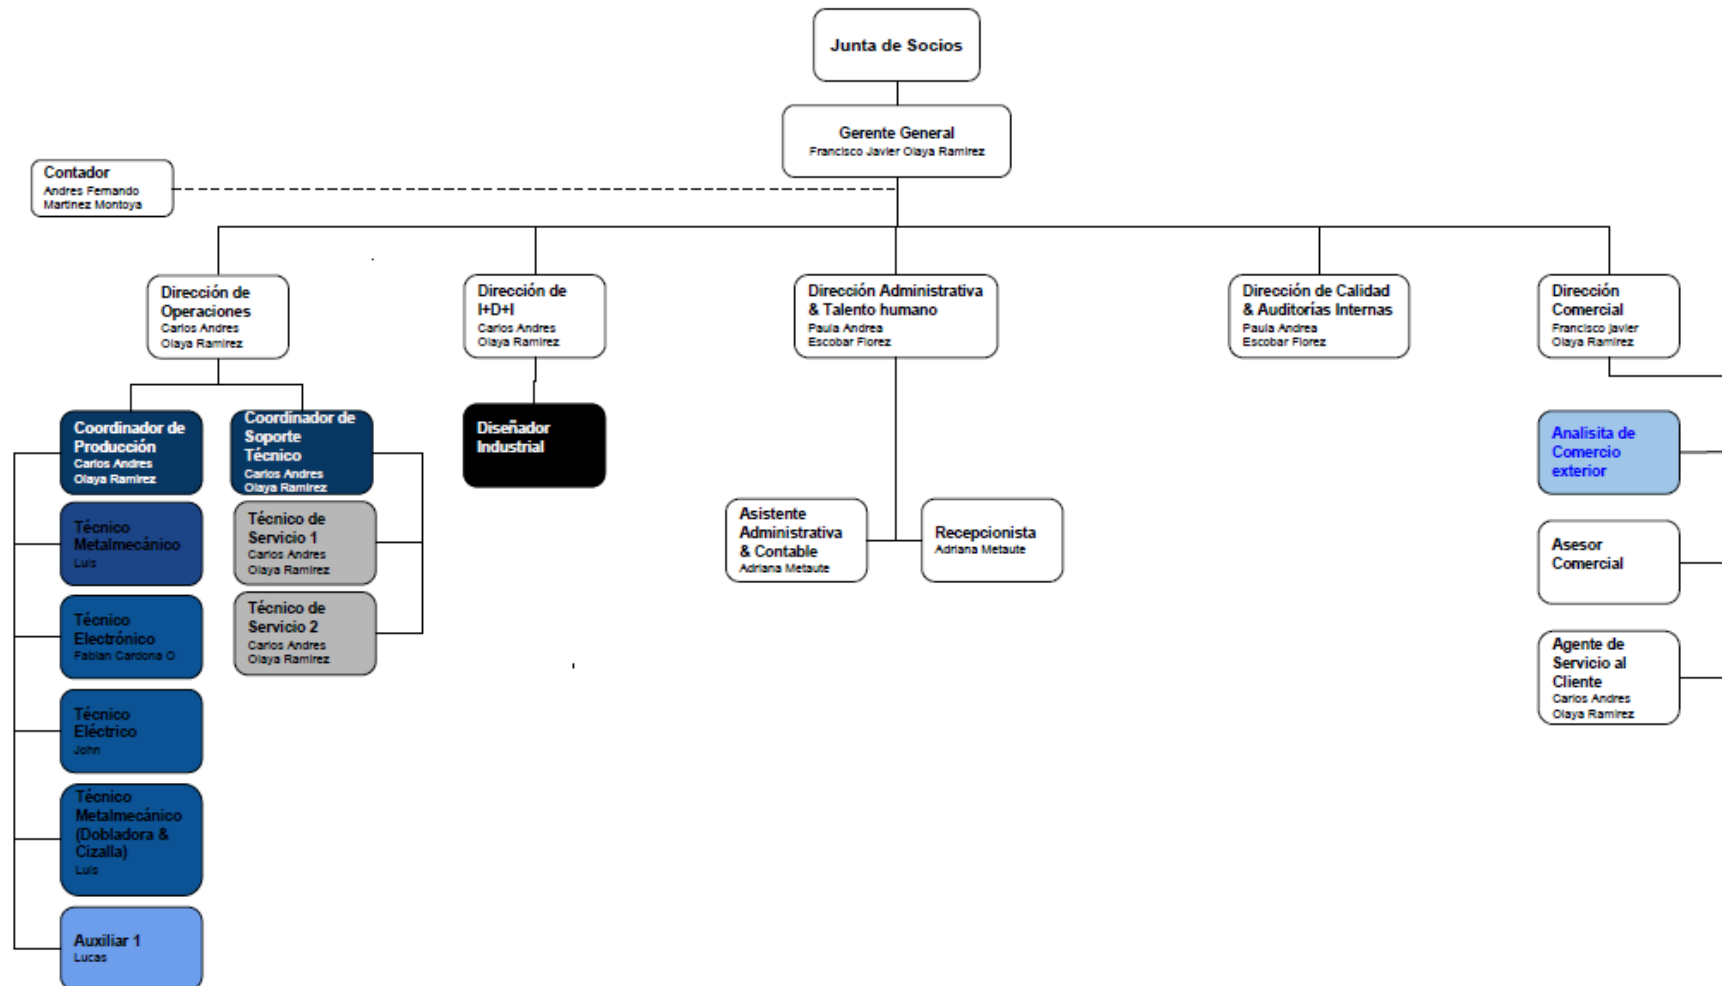 Junta de Socios
Gerente General
Francisco Javier Olaya Ramirez
Contador
Andres Fernando
Martinez Montoya
Dirección de
Operaciones
Carlos Andres
Olaya Ramirez
Dirección de
I+D+I
Carlos Andres
Olaya Ramirez
Dirección Administrativa
& Talento humano
Paula Andrea
Escobar Florez
Dirección de Calidad
& Auditorías Internas
Paula Andrea
Escobar Florez
Dirección
Comercial
Francisco javier
Olaya Ramirez
Coordinador de
Producción
Carlos Andres
Olaya Ramirez
Coordinador de
Soporte
Técnico
Carlos Andres
Olaya Ramirez
Diseñador
Industrial
Analisita de
Comercio
exterior
Técnico
Metalmecánico
Luis
Técnico de
Servicio 1
Carlos Andres
Olaya Ramirez
Asistente
Administrativa
& Contable
Adriana Metaute
Recepcionista
Adriana Metaute
Asesor
Comercial
Técnico
Electrónico
Fabian Cardona O
Técnico de
Servicio 2
Carlos Andres
Olaya Ramirez
Agente de
Servicio al
Cliente
Carlos Andres
Olaya Ramirez
Técnico
Eléctrico
John
Técnico
Metalmecánico
(Dobladora &
Cizalla)
Luis
Auxiliar 1
Lucas